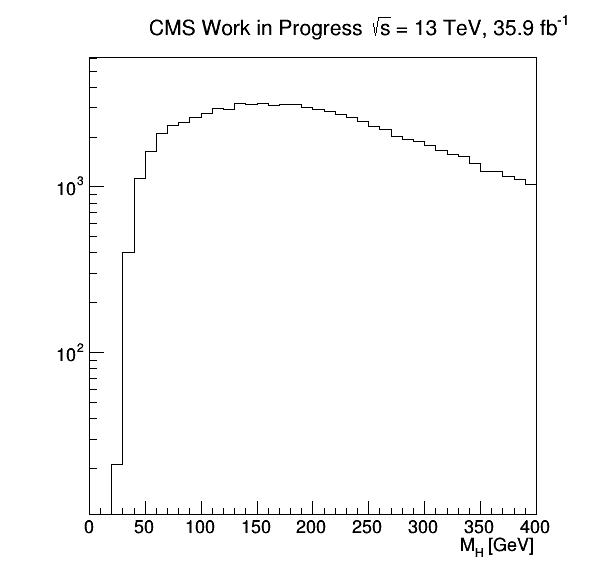 CMS Work in Progress √s = 13 TeV, 35.9 fb⁻¹
10³
10²
0 50 100 150 200 250 300 350 400
M_H [GeV]